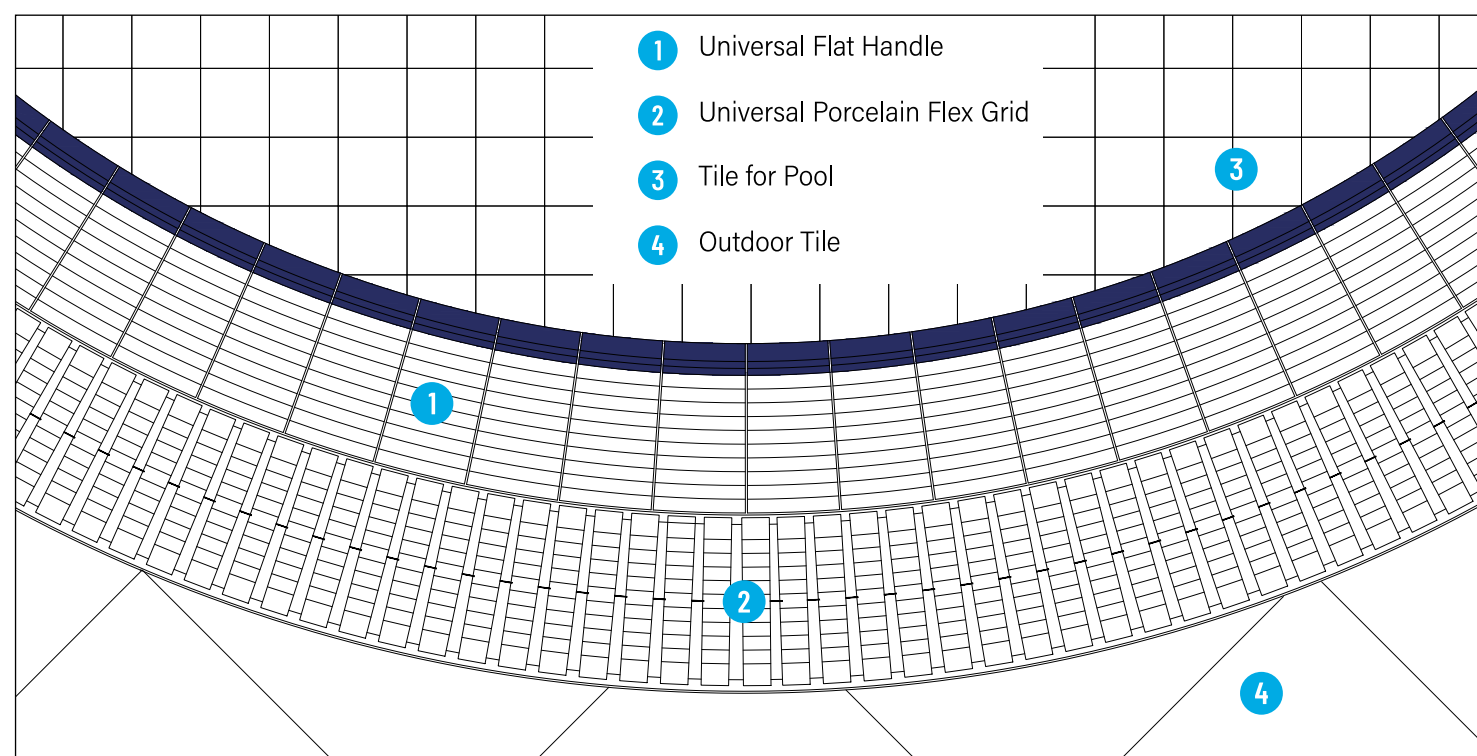 1 Universal Flat Handle
2 Universal Porcelain Flex Grid
3 Tile for Pool
4 Outdoor Tile
3
1
2
4